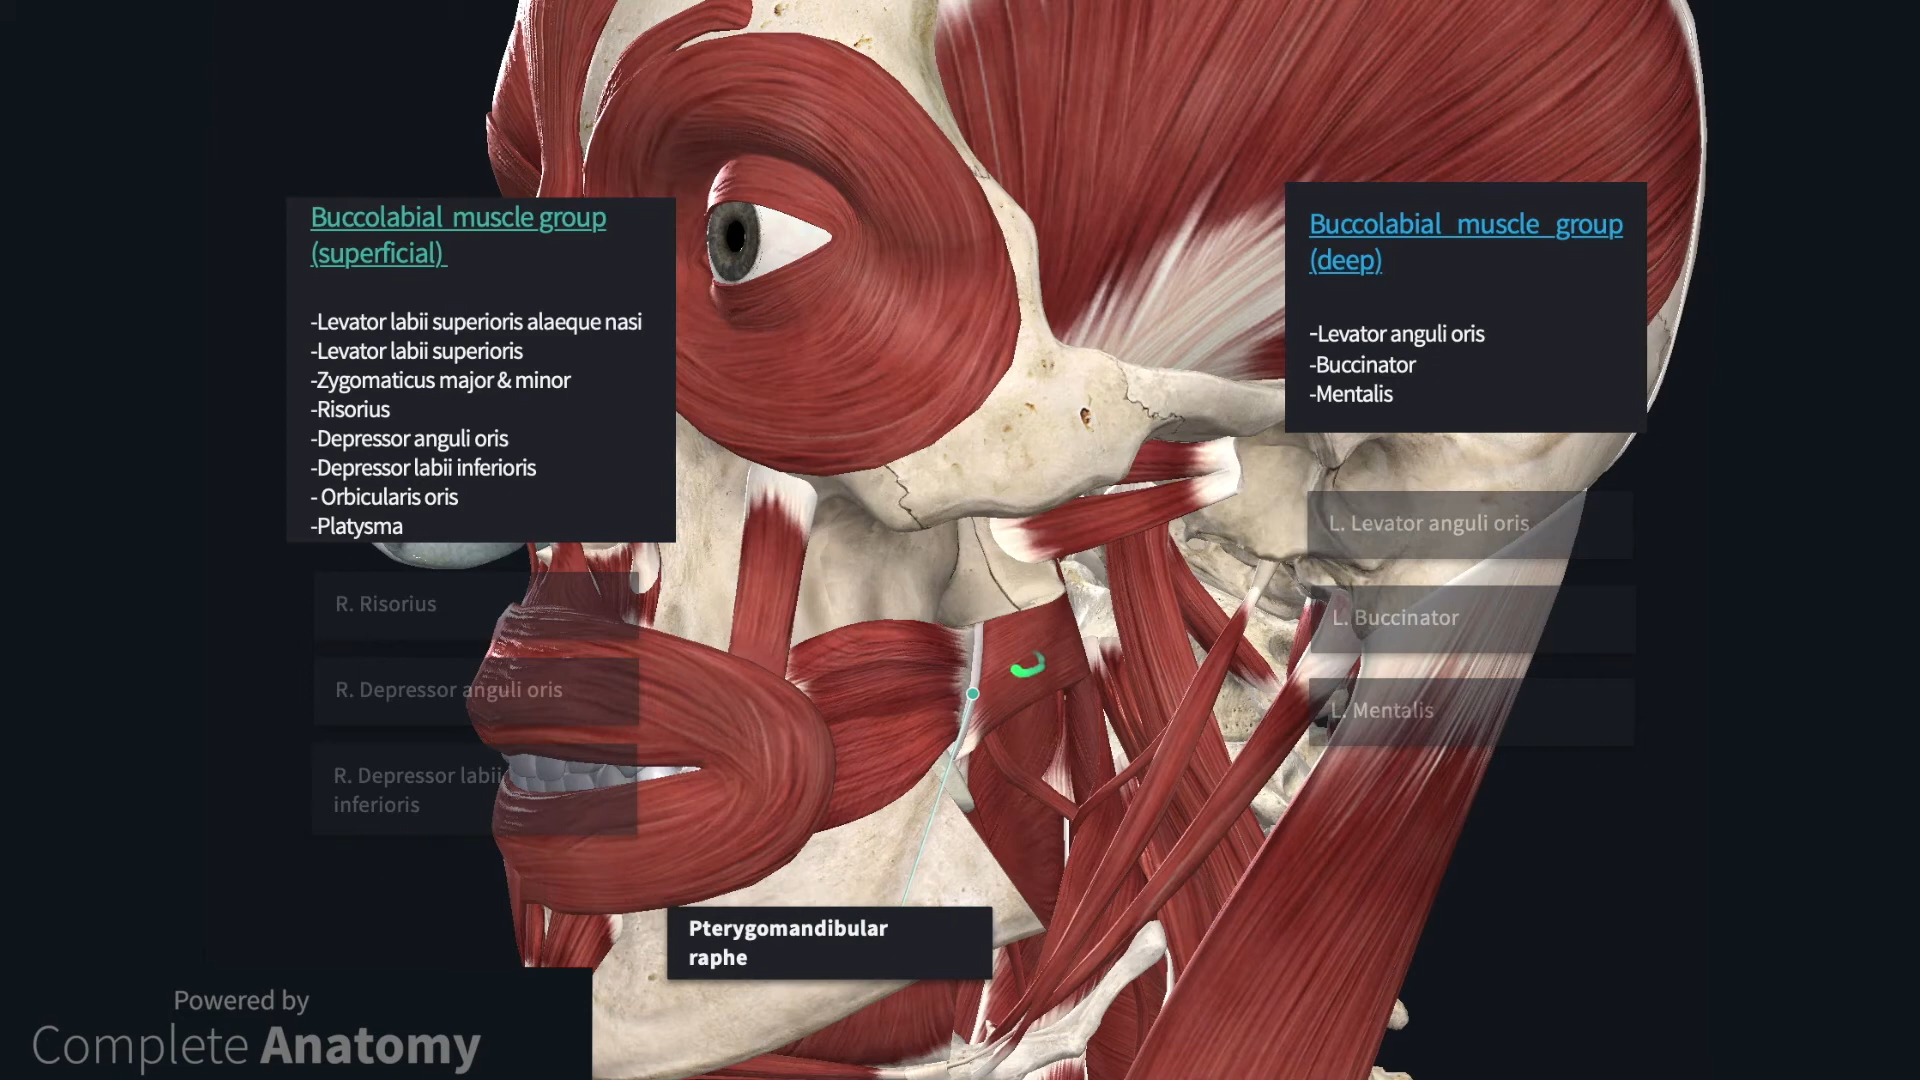 Buccolabial muscle group
(superficial)
-Levator labii superioris alaeque nasi
-Levator labii superioris
-Zygomaticus major & minor
-Risorius
-Depressor anguli oris
-Depressor labii inferioris
- Orbicularis oris
-Platysma
R. Risorius
R. Depressor anguli oris
R. Depressor labii
inferioris
Buccolabial muscle group
(deep)
-Levator anguli oris
-Buccinator
-Mentalis
L. Levator anguli oris
L. Buccinator
L. Mentalis
Pterygomandibular
raphe
Powered by
Complete Anatomy